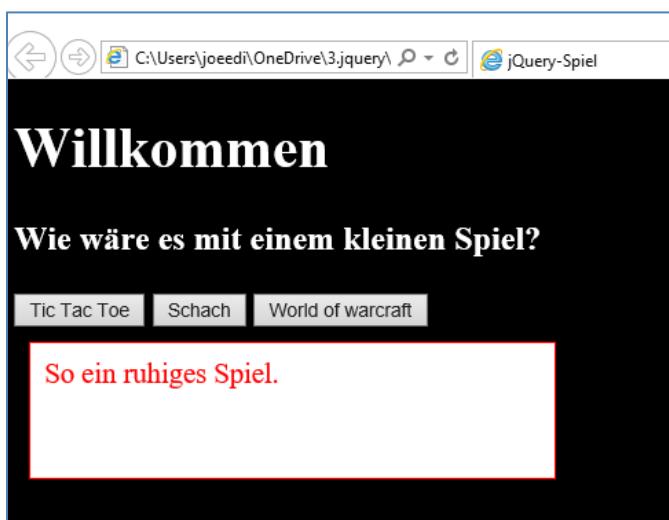 C:\Users\joeedi\OneDrive\3.jquery\
jQuery-Spiel
Willkommen
Wie wäre es mit einem kleinen Spiel?
Tic Tac Toe Schach World of warcraft
So ein ruhiges Spiel.